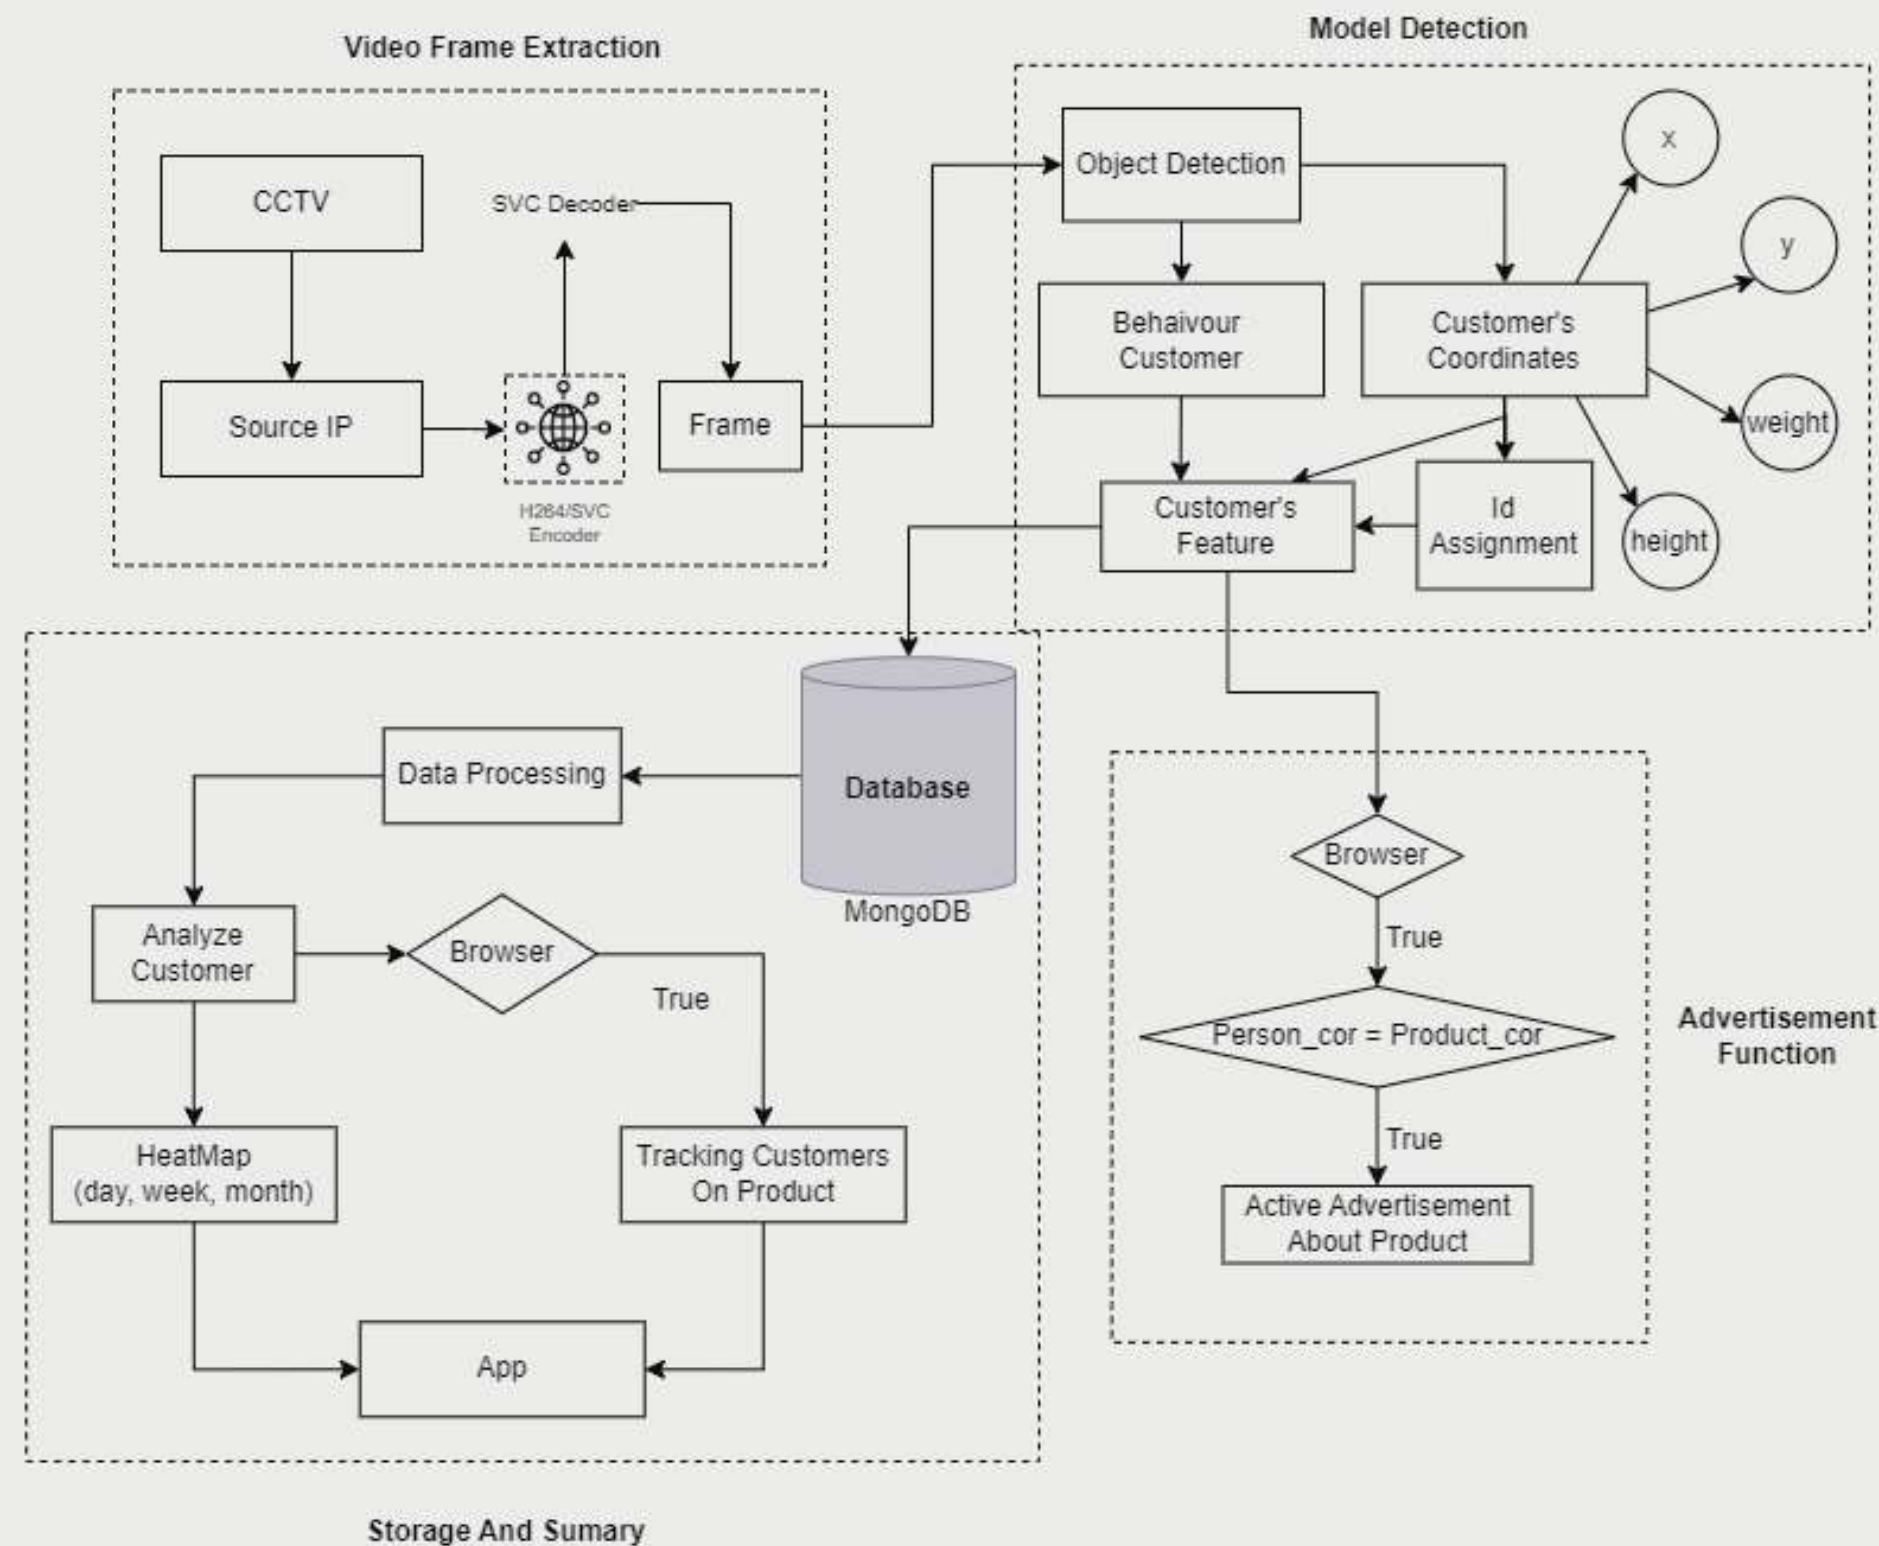 Video Frame Extraction
CCTV
SVC Decoder
Source IP
Frame
H264/SVC
Encoder
Model Detection
Object Detection
x
y
Behaivour
Customer
Customer's
Coordinates
weight
Customer's
Feature
Id
Assignment
height
Database
MongoDB
Data Processing
Analyze
Customer
Browser
True
HeatMap
(day, week, month)
Tracking Customers
On Product
App
Storage And Sumary
Browser
True
Person_cor = Product_cor
True
Active Advertisement
About Product
Advertisement
Function